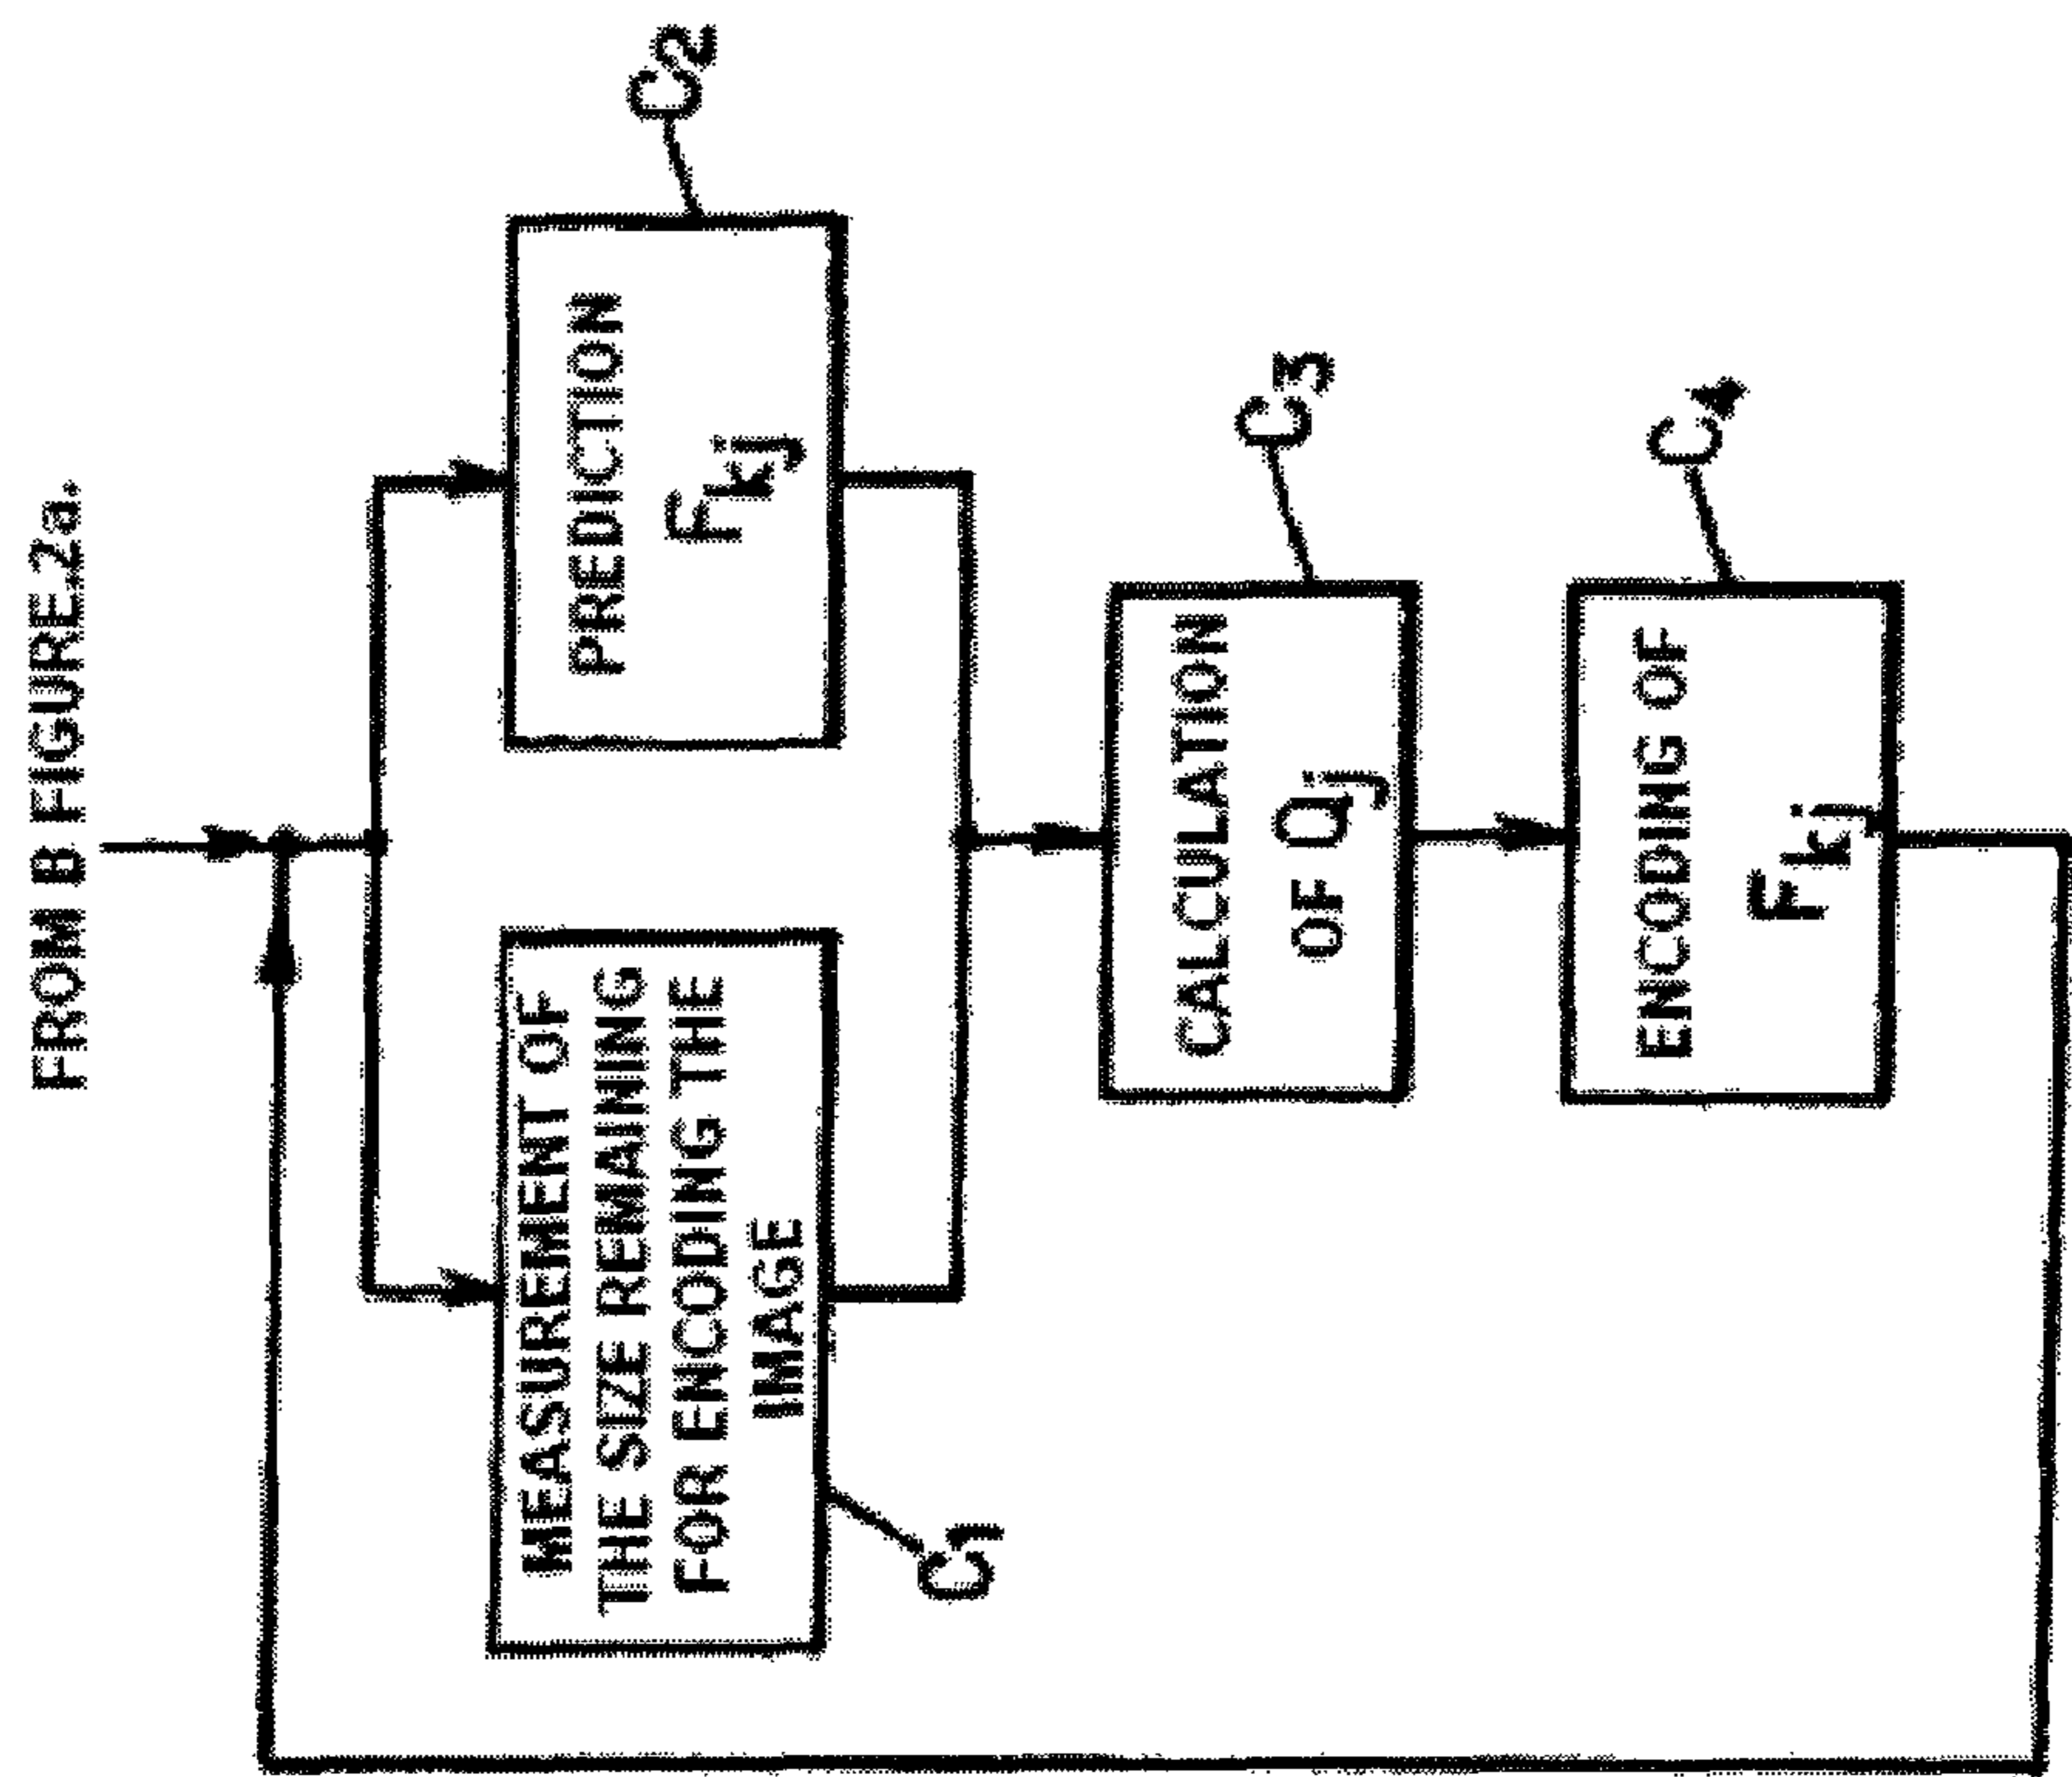 FROM B FIGURE.2a.
C2
PREDICTION
Fkj
MEASUREMENT OF
THE SIZE REMAINING
FOR ENCODING THE
IMAGE
C1
CALCULATION
OF Qj
C3
ENCODING OF
Fkj
C4